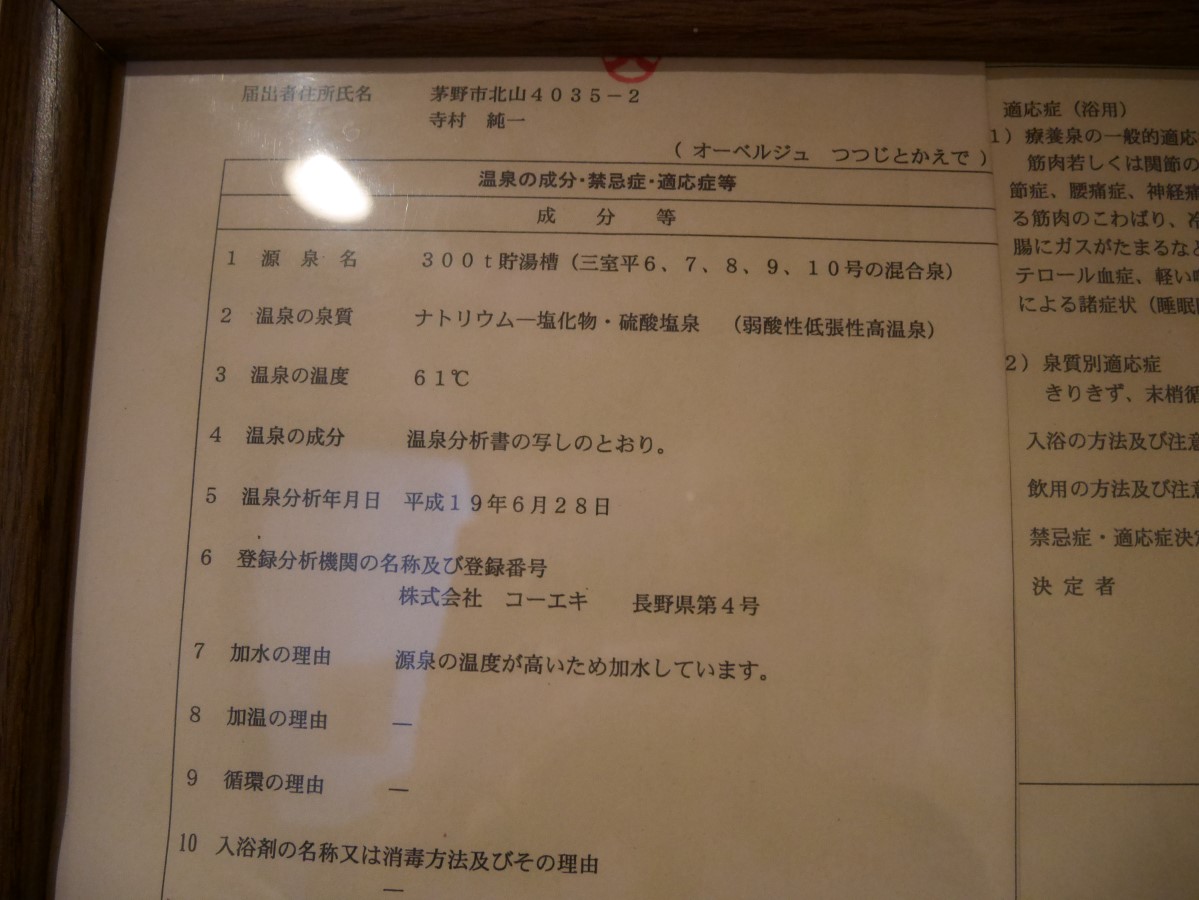 届出者住所氏名 茅野市北山4035-2
寺村 純一
(オーベルジュ つつじとかえで)
温泉の成分・禁忌症・適応症等
成 分 等
1 源 泉 名 300t貯湯槽(三室平6、7、8、9、10号の混合泉)
2 温泉の泉質 ナトリウム―塩化物・硫酸塩泉 (弱酸性低張性高温泉)
3 温泉の温度 61℃
4 温泉の成分 温泉分析書の写しのとおり。
5 温泉分析年月日 平成19年6月28日
6 登録分析機関の名称及び登録番号
株式会社 コーエキ 長野県第4号
7 加水の理由 源泉の温度が高いため加水しています。
8 加温の理由 ―
9 循環の理由 ―
10 入浴剤の名称又は消毒方法及びその理由
―
適応症(浴用)
1)療養泉の一般的適応
筋肉若しくは関節の
節症、腰痛症、神経痛
る筋肉のこわばり、冷
腸にガスがたまるなど
テロール血症、軽い
による諸症状(睡眠
2)泉質別適応症
きりきず、末梢循
入浴の方法及び注意
飲用の方法及び注意
禁忌症・適応症決定
決 定 者